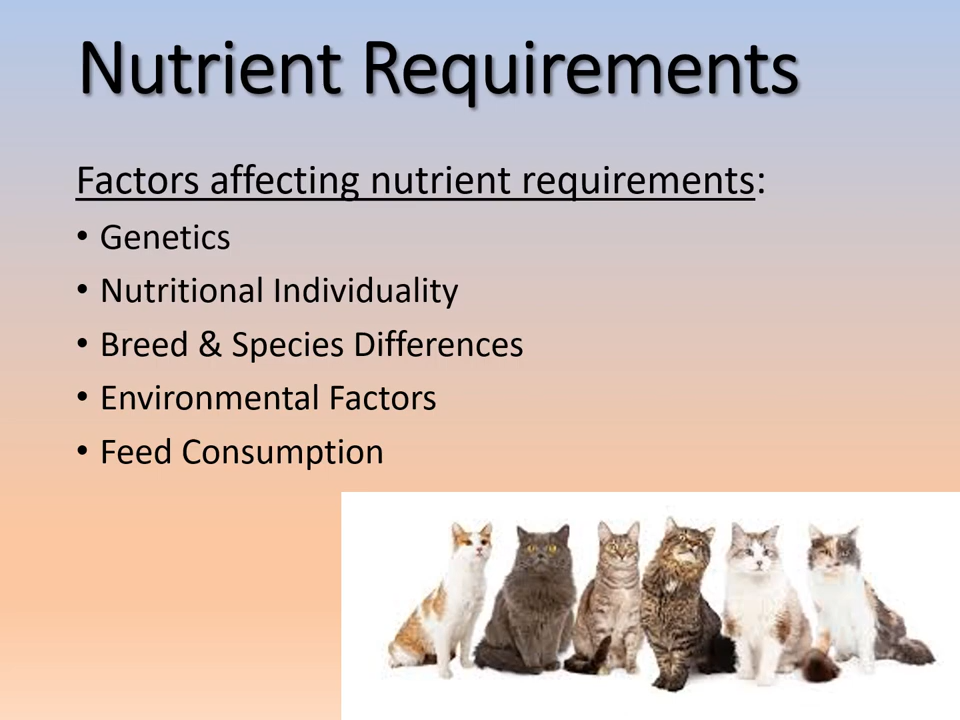 Nutrient Requirements
Factors affecting nutrient requirements:
• Genetics
• Nutritional Individuality
• Breed & Species Differences
• Environmental Factors
• Feed Consumption